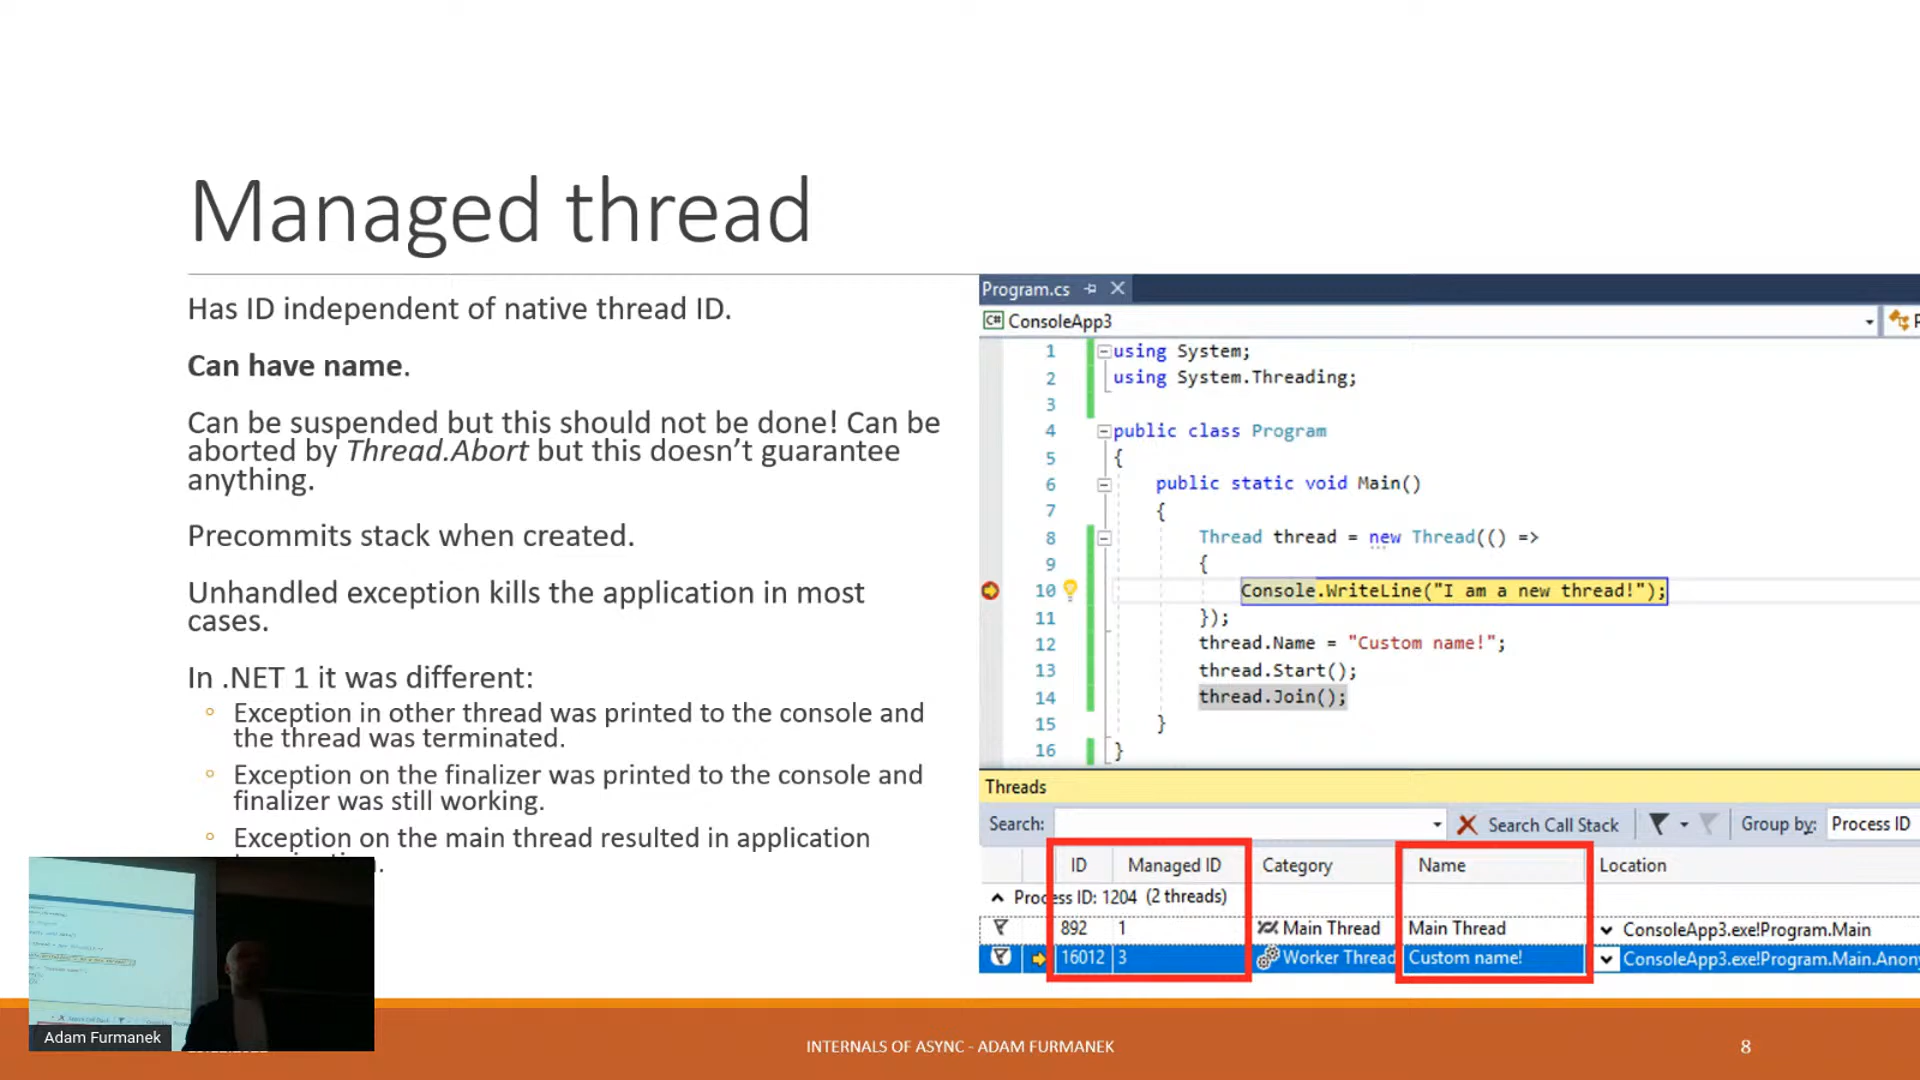 Managed thread
Has ID independent of native thread ID.
Can have name.
Can be suspended but this should not be done! Can be
aborted by Thread.Abort but this doesn't guarantee
anything.
Precommits stack when created.
Unhandled exception kills the application in most
cases.
In .NET 1 it was different:
Exception in other thread was printed to the console and
the thread was terminated.
Exception on the finalizer was printed to the console and
finalizer was still working.
Exception on the main thread resulted in application
Program.cs
C# ConsoleApp3
1 using System;
2 using System.Threading;
3
4 public class Program
5 {
6 public static void Main()
7 {
8 Thread thread = new Thread(() =>
9 {
10 Console.WriteLine("I am a new thread!");
11 });
12 thread.Name = "Custom name!";
13 thread.Start();
14 thread.Join();
15 }
16 }
Threads
Search: Search Call Stack Group by: Process ID
ID Managed ID Category Name Location
Process ID: 1204 (2 threads)
892 1 Main Thread Main Thread ConsoleApp3.exe!Program.Main
16012 3 Worker Thread Custom name! ConsoleApp3.exe!Program.Main.Anony
Adam Furmanek
INTERNALS OF ASYNC - ADAM FURMANEK
8